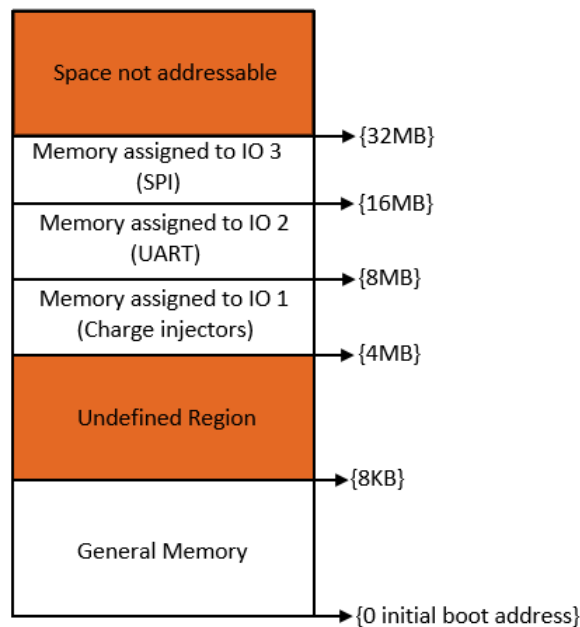 Space not addressable
{32MB}
Memory assigned to IO 3
(SPI)
{16MB}
Memory assigned to IO 2
(UART)
{8MB}
Memory assigned to IO 1
(Charge injectors)
{4MB}
Undefined Region
{8KB}
General Memory
{0 initial boot address}